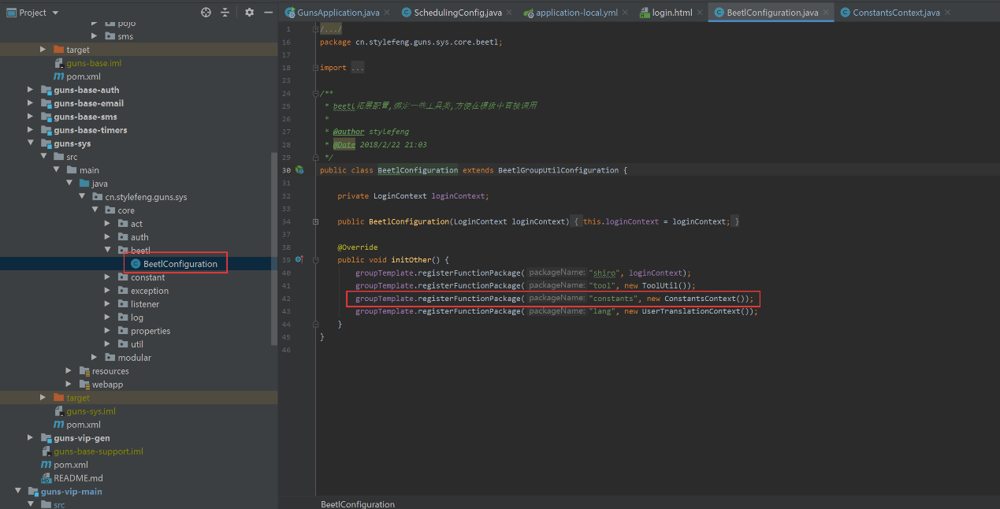 Project
GunsApplication.java
SchedulingConfig.java
application-local.yml
login.html
BeetlConfiguration.java
ConstantsContext.java
pojo
sms
target
guns-base.iml
pom.xml
guns-base-auth
guns-base-email
guns-base-sms
guns-base-timers
guns-sys
src
main
java
cn.stylefeng.guns.sys
core
act
auth
beetl
BeetlConfiguration
constant
exception
listener
log
properties
util
modular
resources
webapp
target
guns-sys.iml
pom.xml
guns-vip-gen
guns-base-support.iml
pom.xml
README.md
guns-vip-main
src
1 /.../
16 package cn.stylefeng.guns.sys.core.beetl;
17
18 import ...
23
24 /**
25 * beetl拓展配置,绑定一些工具类,方便在模板中直接调用
26 *
27 * @author stylefeng
28 * @Date 2018/2/22 21:03
29 */
30 public class BeetlConfiguration extends BeetlGroupUtilConfiguration {
31
32 private LoginContext loginContext;
33
34 public BeetlConfiguration(LoginContext loginContext) { this.loginContext = loginContext; }
37
38 @Override
39 public void initOther() {
40 groupTemplate.registerFunctionPackage( packageName: "shiro", loginContext);
41 groupTemplate.registerFunctionPackage( packageName: "tool", new ToolUtil());
42 groupTemplate.registerFunctionPackage( packageName: "constants", new ConstantsContext());
43 groupTemplate.registerFunctionPackage( packageName: "lang", new UserTranslationContext());
44 }
45 }
46
BeetlConfiguration